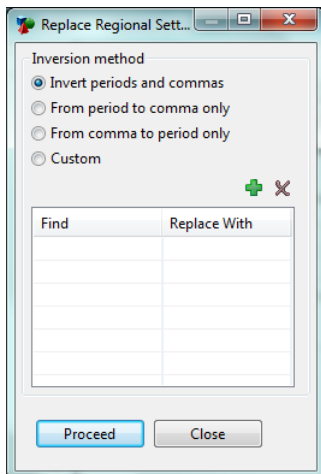 Replace Regional Sett...
Inversion method
Invert periods and commas
From period to comma only
From comma to period only
Custom
Find Replace With
Proceed Close